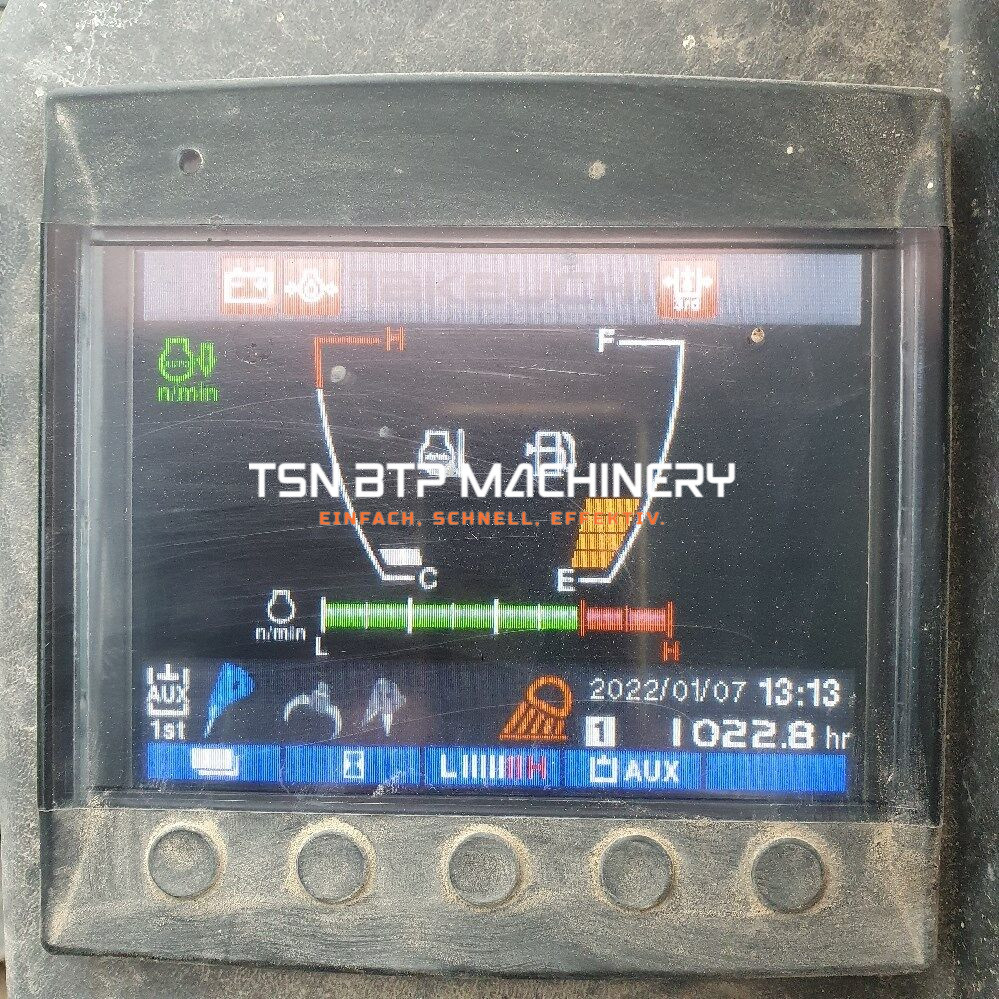 H
F
n/min
TSN BTP MACHINERY
EINFACH. SCHNELL. EFFEKTIV.
C
E
n/min
L
H
AUX
1st
2022/01/07 13:13
1 1022.8 hr
L H AUX